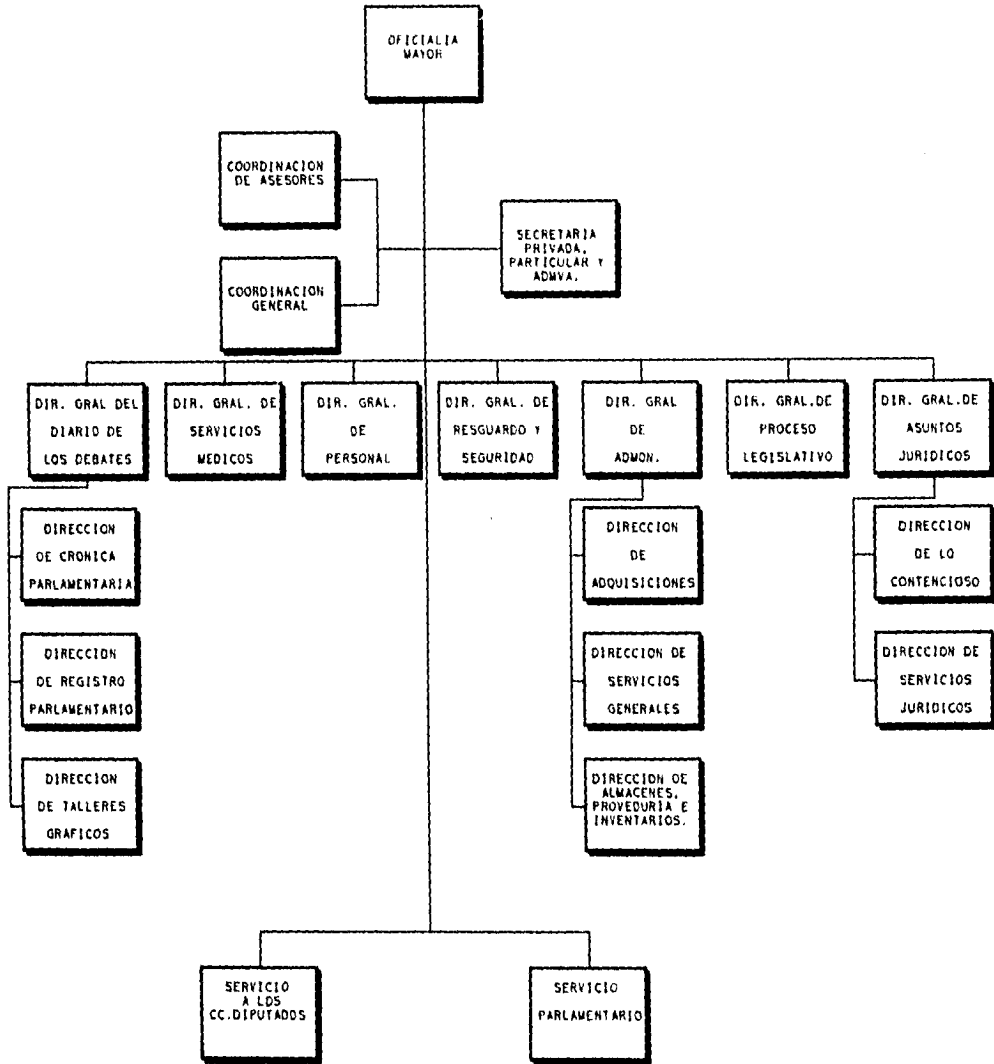 OFICIALIA
MAYOR
COORDINACION
DE ASESORES
SECRETARIA
PRIVADA,
PARTICULAR Y
ADMVA.
COORDINACION
GENERAL
DIR. GRAL DEL
DIARIO DE
LOS DEBATES
DIR. GRAL. DE
SERVICIOS
MEDICOS
DIR. GRAL.
DE
PERSONAL
DIR. GRAL. DE
RESGUARDO Y
SEGURIDAD
DIR. GRAL
DE
ADMON.
DIR. GRAL.DE
PROCESO
LEGISLATIVO
DIR. GRAL.DE
ASUNTOS
JURIDICOS
DIRECCION
DE CRONICA
PARLAMENTARIA
DIRECCION
DE REGISTRO
PARLAMENTARIO
DIRECCION
DE TALLERES
GRAFICOS
DIRECCION
DE
ADQUISICIONES
DIRECCION DE
SERVICIOS
GENERALES
DIRECCION DE
ALMACENES,
PROVEDURIA E
INVENTARIOS.
DIRECCION
DE LO
CONTENCIOSO
DIRECCION DE
SERVICIOS
JURIDICOS
SERVICIO
A LOS
CC.DIPUTADOS
SERVICIO
PARLAMENTARIO